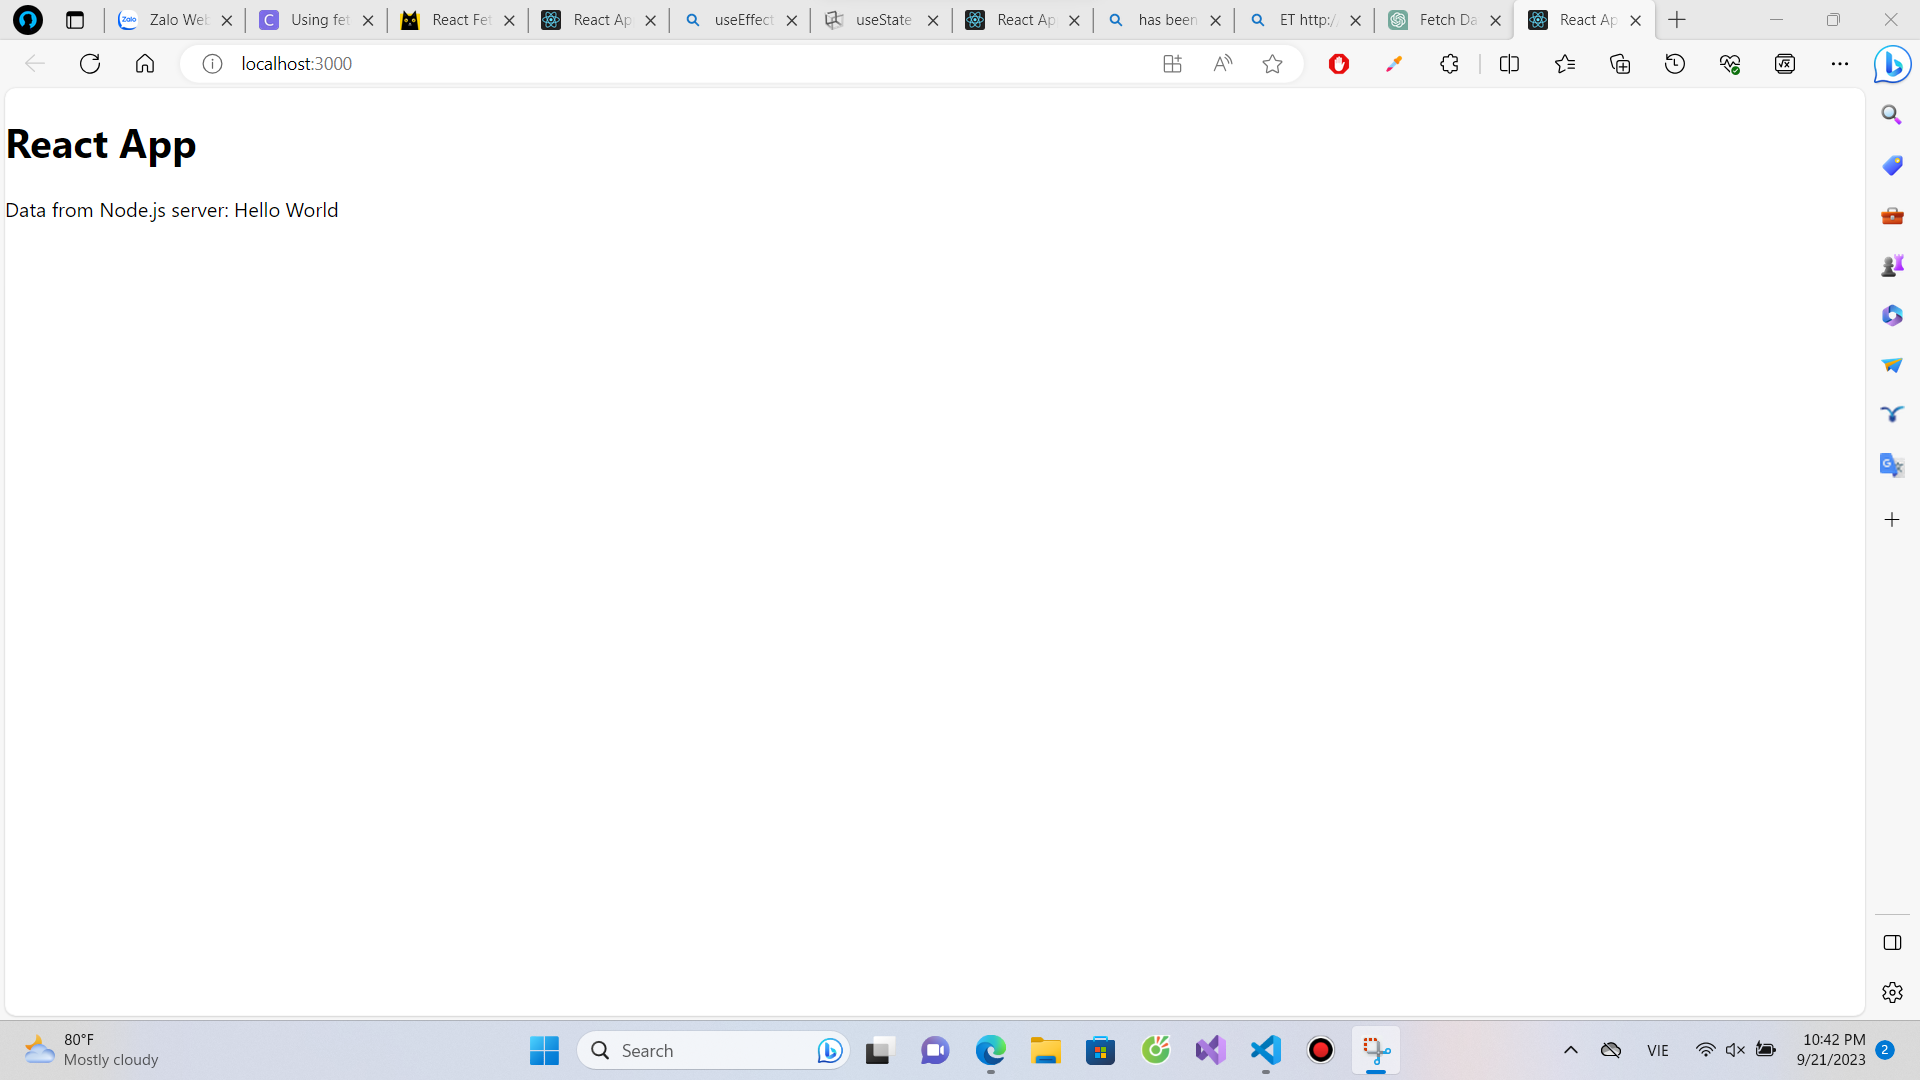 Zalo Web
Using fet
React Fet
React Ap
useEffect
useState
React Ap
has been
ET http:/
Fetch Da
React Ap
localhost:3000
React App
Data from Node.js server: Hello World
80°F
Mostly cloudy
Search
VIE
10:42 PM
9/21/2023
2